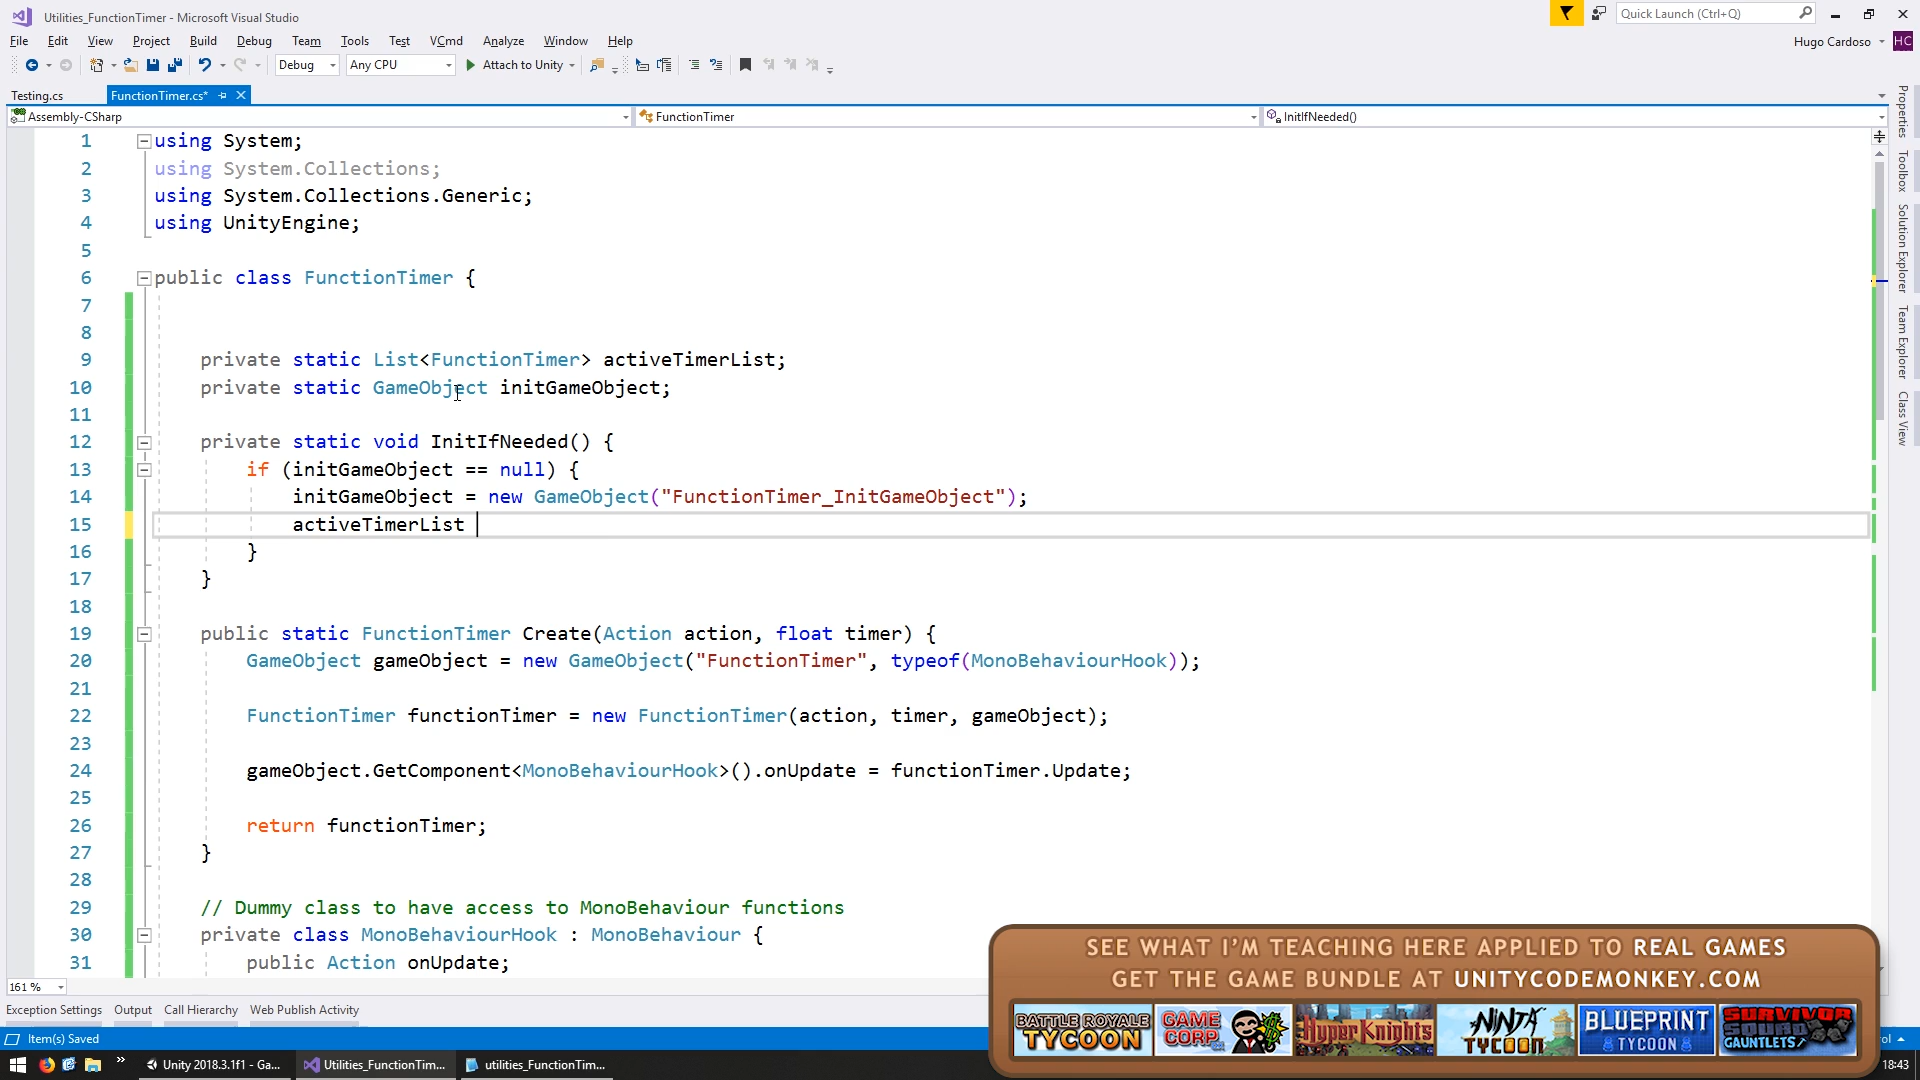 Utilities_FunctionTimer - Microsoft Visual Studio
Quick Launch (Ctrl+Q)
File Edit View Project Build Debug Team Tools Test VCmd Analyze Window Help
Hugo Cardoso HC
Debug Any CPU Attach to Unity
Testing.cs FunctionTimer.cs*
Assembly-CSharp FunctionTimer InitIfNeeded()
1 using System;
2 using System.Collections;
3 using System.Collections.Generic;
4 using UnityEngine;
5
6 public class FunctionTimer {
7
8
9 private static List<FunctionTimer> activeTimerList;
10 private static GameObject initGameObject;
11
12 private static void InitIfNeeded() {
13 if (initGameObject == null) {
14 initGameObject = new GameObject("FunctionTimer_InitGameObject");
15 activeTimerList
16 }
17 }
18
19 public static FunctionTimer Create(Action action, float timer) {
20 GameObject gameObject = new GameObject("FunctionTimer", typeof(MonoBehaviourHook));
21
22 FunctionTimer functionTimer = new FunctionTimer(action, timer, gameObject);
23
24 gameObject.GetComponent<MonoBehaviourHook>().onUpdate = functionTimer.Update;
25
26 return functionTimer;
27 }
28
29 // Dummy class to have access to MonoBehaviour functions
30 private class MonoBehaviourHook : MonoBehaviour {
31 public Action onUpdate;
Properties
Toolbox
Solution Explorer
Team Explorer
Class View
161 %
Exception Settings Output Call Hierarchy Web Publish Activity
Item(s) Saved
SEE WHAT I'M TEACHING HERE APPLIED TO REAL GAMES
GET THE GAME BUNDLE AT UNITYCODEMONKEY.COM
BATTLE ROYALE TYCOON
GAME CORP
HYPER KNIGHTS
NINJA TYCOON
BLUEPRINT TYCOON
SURVIVOR SQUAD GAUNTLETS
Unity 2018.3.1f1 - Ga... Utilities_FunctionTim... utilities_FunctionTim...
18:43